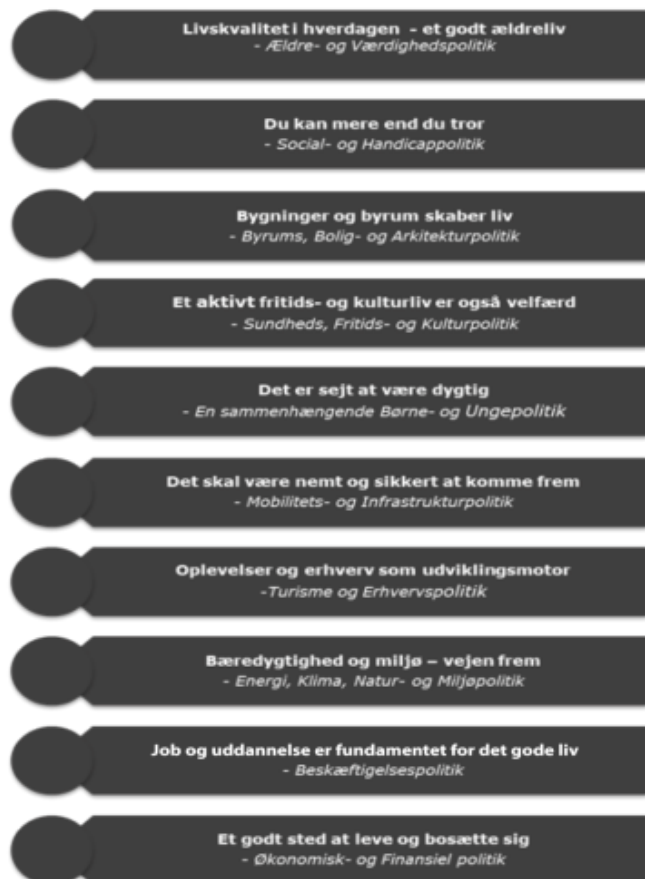 Livskvalitet i hverdagen - et godt ældreliv
- Ældre- og Værdighedspolitik
Du kan mere end du tror
- Social- og Handicappolitik
Bygninger og byrum skaber liv
- Byrums, Bolig- og Arkitekturpolitik
Et aktivt fritids- og kulturliv er også velfærd
- Sundheds, Fritids- og Kulturpolitik
Det er sejt at være dygtig
- En sammenhængende Børne- og Ungepolitik
Det skal være nemt og sikkert at komme frem
- Mobilitets- og Infrastrukturpolitik
Oplevelser og erhverv som udviklingsmotor
-Turisme og Erhvervspolitik
Bæredygtighed og miljø – vejen frem
- Energi, Klima, Natur- og Miljøpolitik
Job og uddannelse er fundamentet for det gode liv
- Beskæftigelsespolitik
Et godt sted at leve og bosætte sig
- Økonomisk- og Finansiel politik